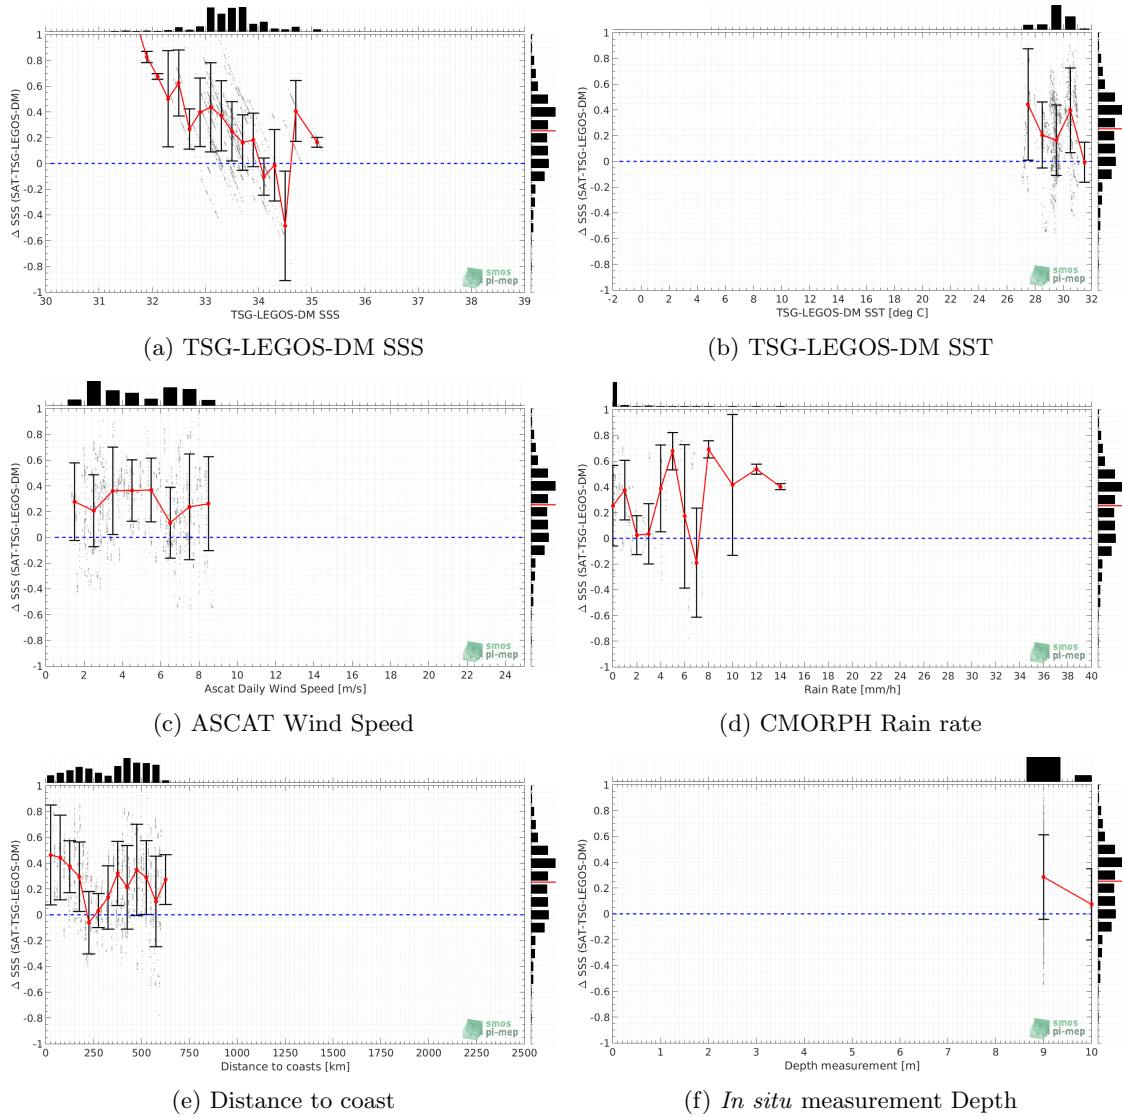 1
0.8
0.6
0.4
0.2
0
-0.2
-0.4
-0.6
-0.8
-1
Δ SSS (SAT-TSG-LEGOS-DM)
30 31 32 33 34 35 36 37 38 39
TSG-LEGOS-DM SSS
smos
pi-mep
(a) TSG-LEGOS-DM SSS
1
0.8
0.6
0.4
0.2
0
-0.2
-0.4
-0.6
-0.8
-1
Δ SSS (SAT-TSG-LEGOS-DM)
-2 0 2 4 6 8 10 12 14 16 18 20 22 24 26 28 30 32
TSG-LEGOS-DM SST [deg C]
smos
pi-mep
(b) TSG-LEGOS-DM SST
1
0.8
0.6
0.4
0.2
0
-0.2
-0.4
-0.6
-0.8
-1
Δ SSS (SAT-TSG-LEGOS-DM)
0 2 4 6 8 10 12 14 16 18 20 22 24
Ascat Daily Wind Speed [m/s]
smos
pi-mep
(c) ASCAT Wind Speed
1
0.8
0.6
0.4
0.2
0
-0.2
-0.4
-0.6
-0.8
-1
Δ SSS (SAT-TSG-LEGOS-DM)
0 2 4 6 8 10 12 14 16 18 20 22 24 26 28 30 32 34 36 38 40
Rain Rate [mm/h]
smos
pi-mep
(d) CMORPH Rain rate
1
0.8
0.6
0.4
0.2
0
-0.2
-0.4
-0.6
-0.8
-1
Δ SSS (SAT-TSG-LEGOS-DM)
0 250 500 750 1000 1250 1500 1750 2000 2250 2500
Distance to coasts [km]
smos
pi-mep
(e) Distance to coast
1
0.8
0.6
0.4
0.2
0
-0.2
-0.4
-0.6
-0.8
-1
Δ SSS (SAT-TSG-LEGOS-DM)
0 1 2 3 4 5 6 7 8 9 10
Depth measurement [m]
smos
pi-mep
(f) In situ measurement Depth